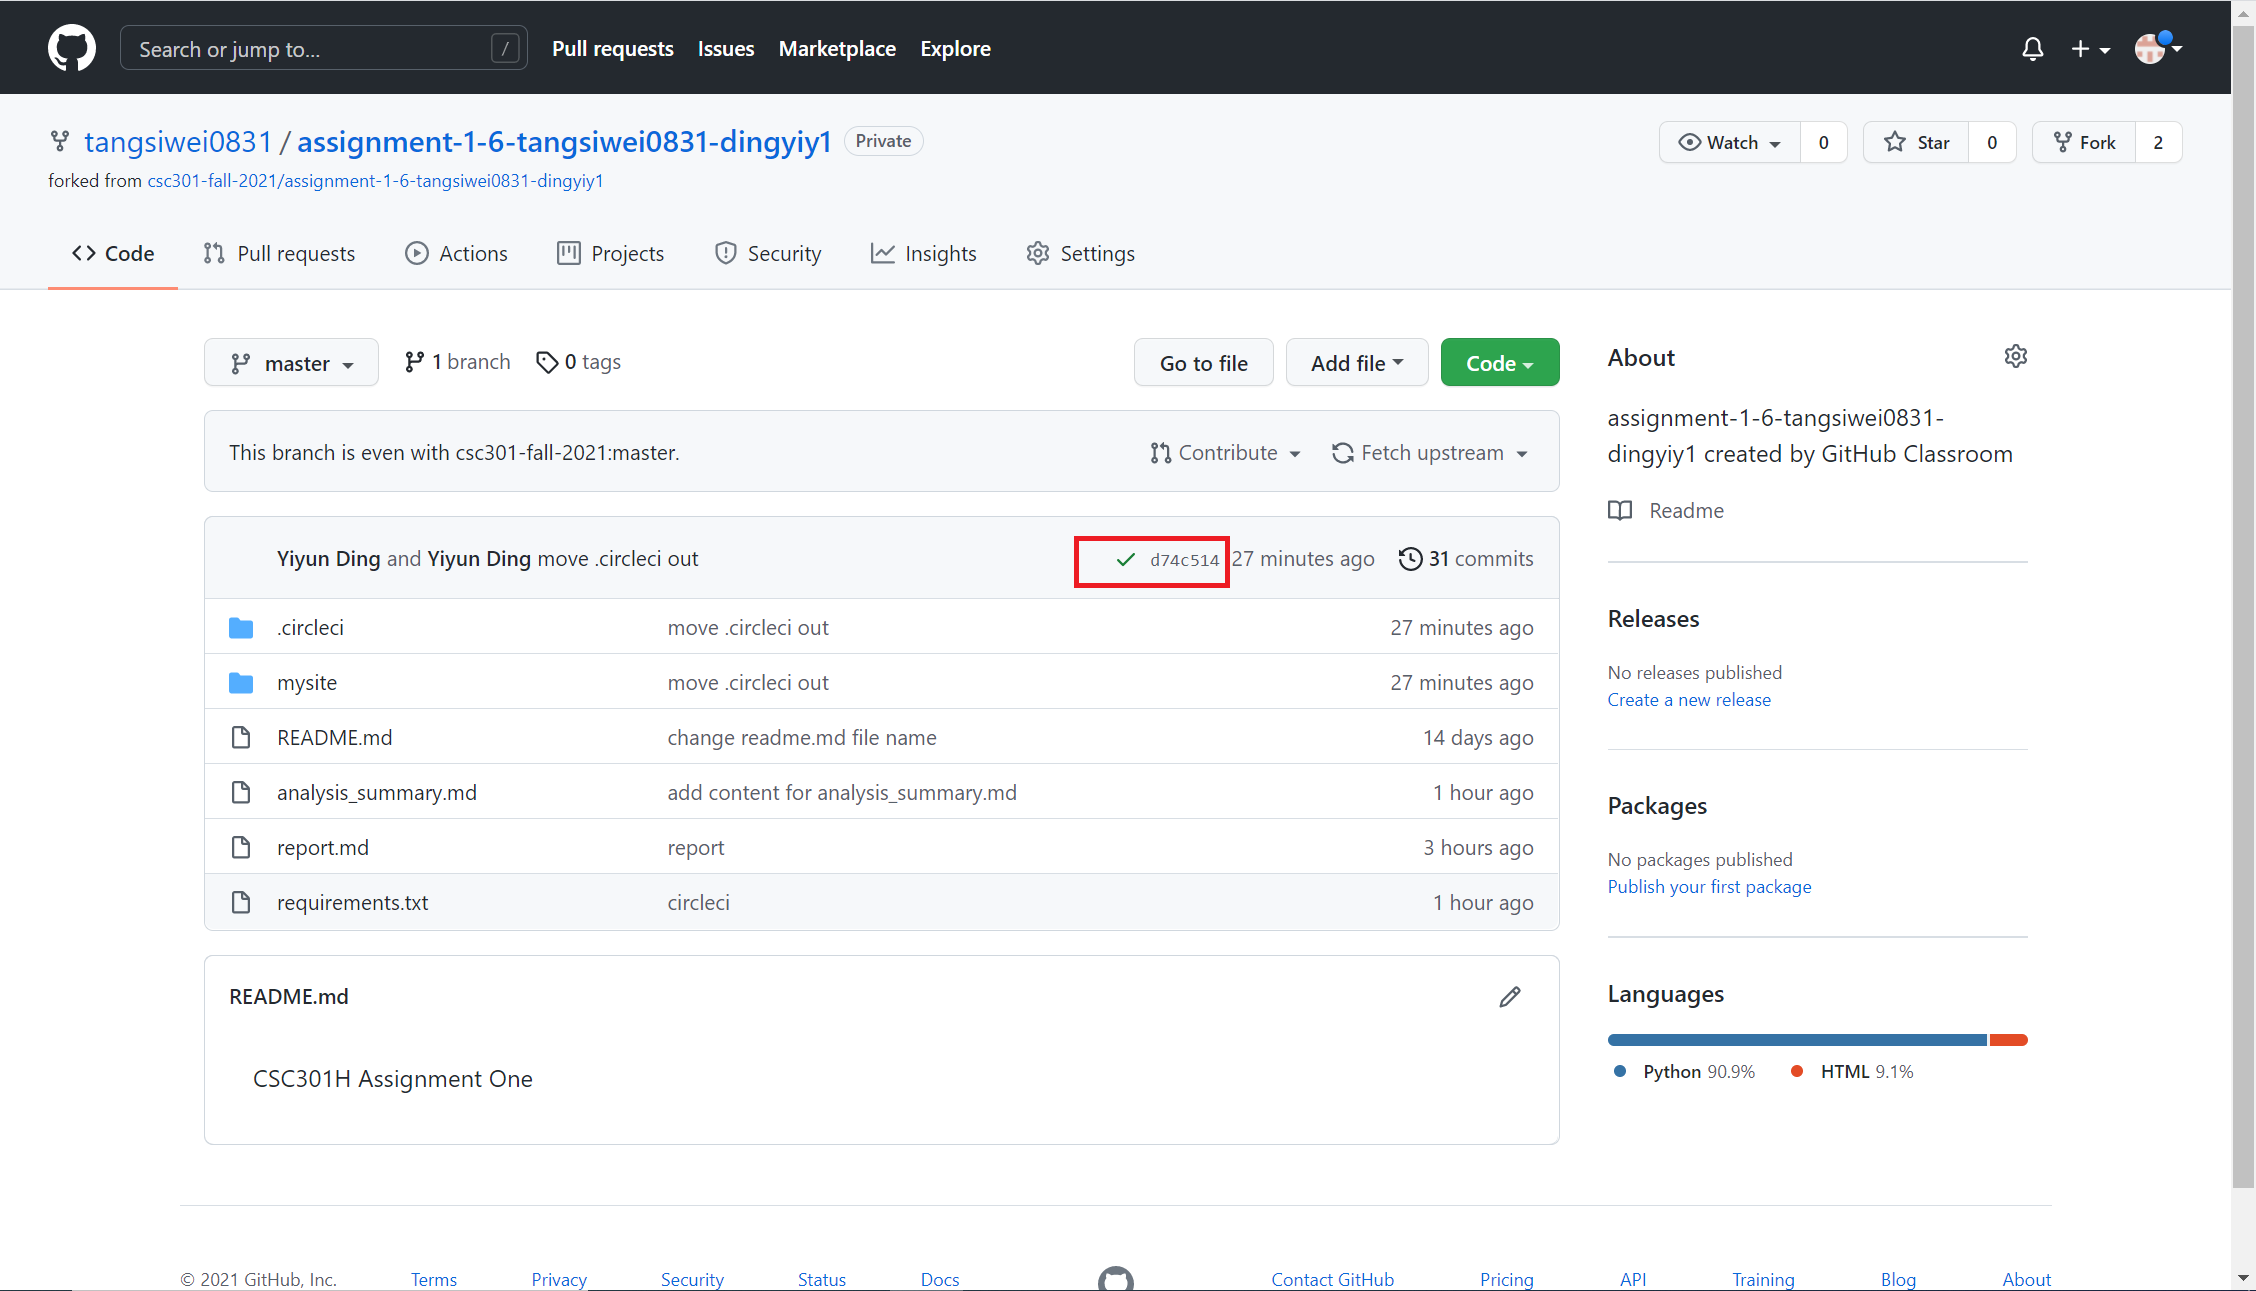 Search or jump to... /
Pull requests Issues Marketplace Explore
tangsiwei0831 / assignment-1-6-tangsiwei0831-dingyiy1 Private
Watch 0 Star 0 Fork 2
forked from csc301-fall-2021/assignment-1-6-tangsiwei0831-dingyiy1
Code Pull requests Actions Projects Security Insights Settings
master 1 branch 0 tags
Go to file Add file Code
This branch is even with csc301-fall-2021:master.
Contribute Fetch upstream
Yiyun Ding and Yiyun Ding move .circleci out d74c514 27 minutes ago 31 commits
.circleci move .circleci out 27 minutes ago
mysite move .circleci out 27 minutes ago
README.md change readme.md file name 14 days ago
analysis_summary.md add content for analysis_summary.md 1 hour ago
report.md report 3 hours ago
requirements.txt circleci 1 hour ago
README.md
CSC301H Assignment One
About
assignment-1-6-tangsiwei0831-
dingyiy1 created by GitHub Classroom
Readme
Releases
No releases published
Create a new release
Packages
No packages published
Publish your first package
Languages
Python 90.9% HTML 9.1%
© 2021 GitHub, Inc. Terms Privacy Security Status Docs Contact GitHub Pricing API Training Blog About